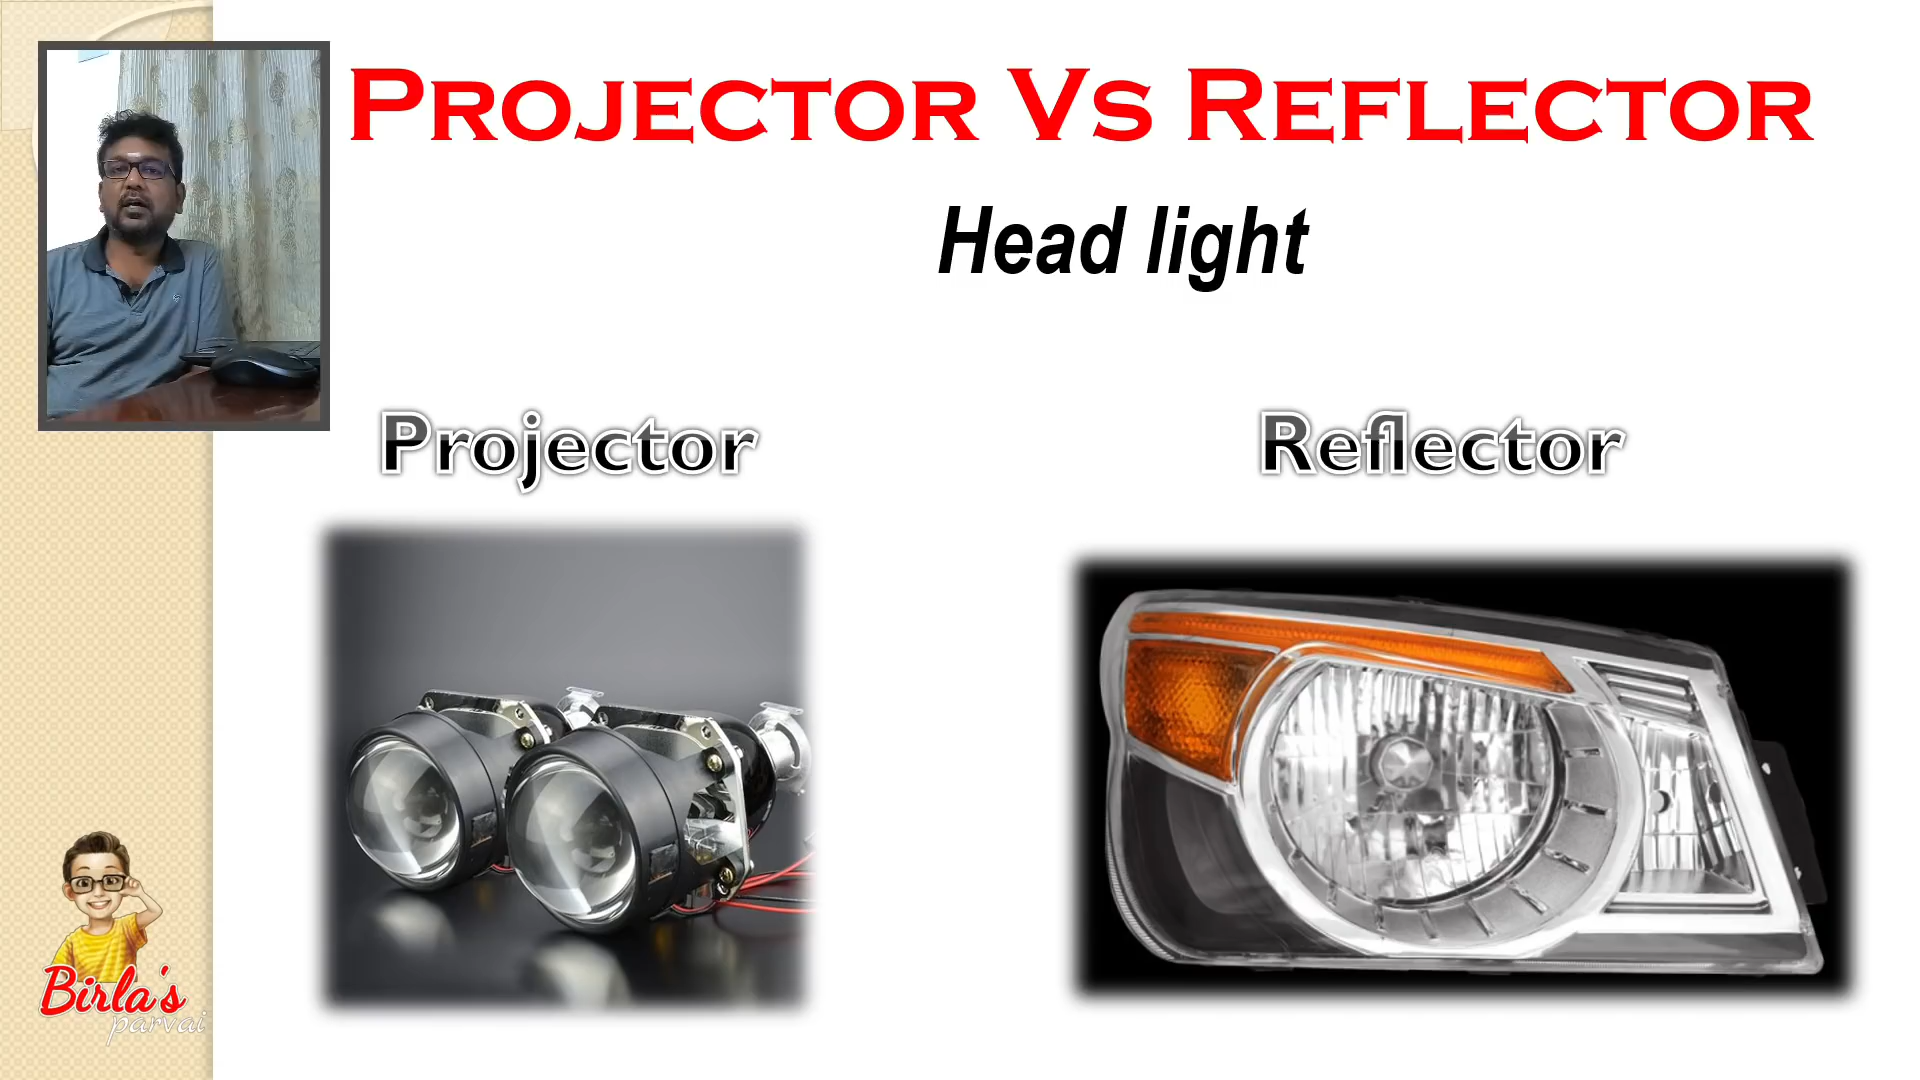 Projector Vs Reflector
Head light
Projector
Reflector
Birla's
parvai